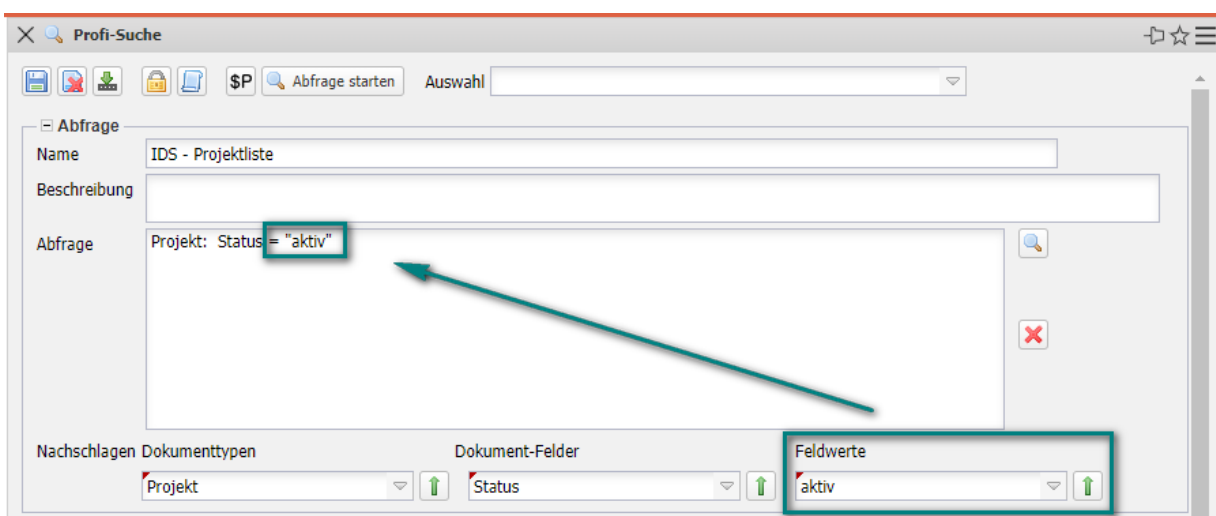 Profi-Suche
$P Abfrage starten Auswahl
Abfrage
Name IDS - Projektliste
Beschreibung
Abfrage Projekt: Status = "aktiv"
Nachschlagen Dokumenttypen Dokument-Felder Feldwerte
Projekt Status aktiv